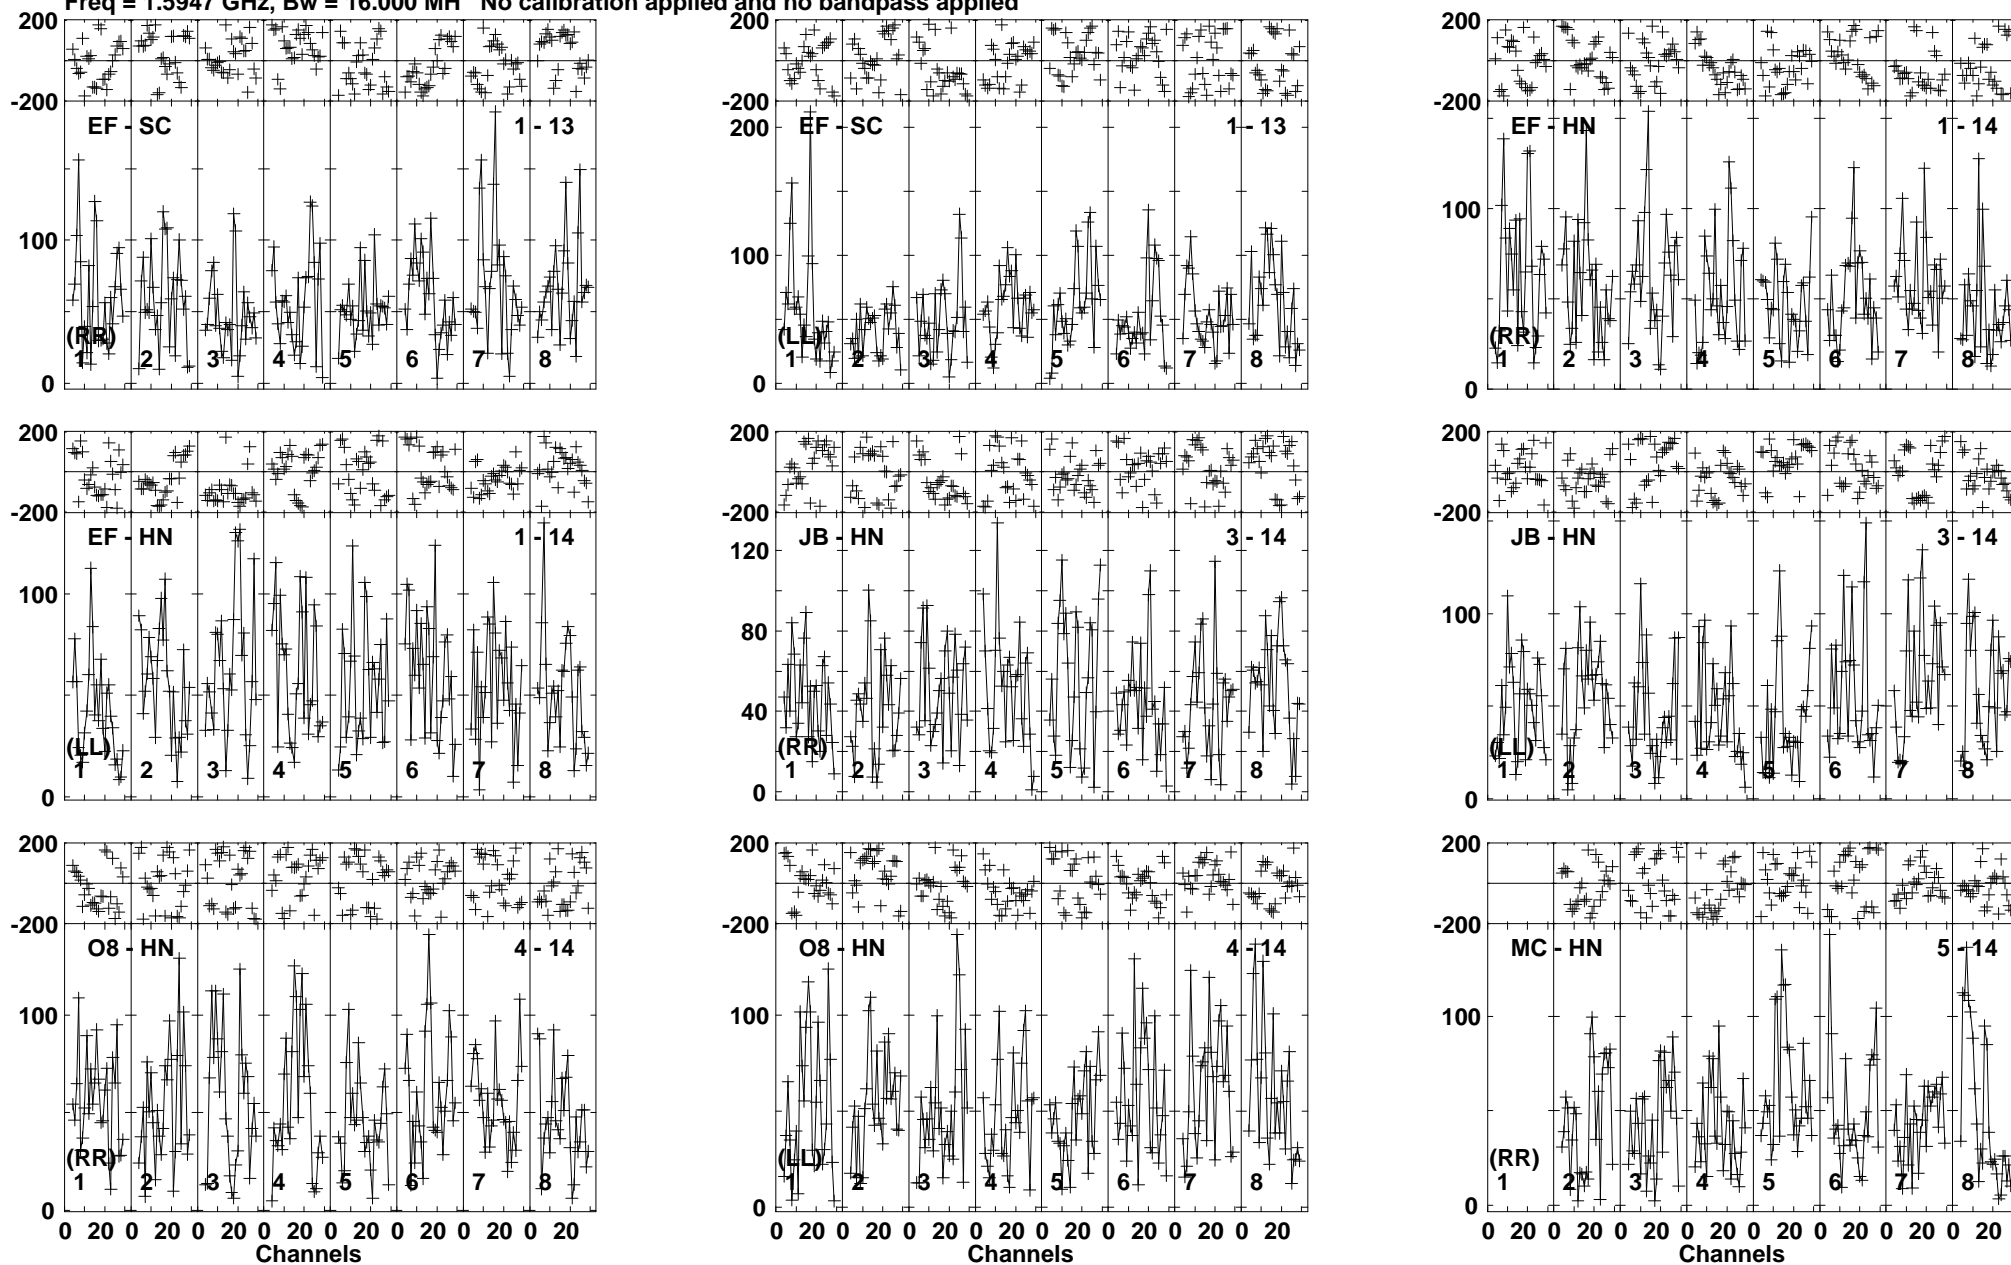 Freq = 1.5947 GHz, Bw = 16.000 MH No calibration applied and no bandpass applied
200
-200
EF - SC 1 - 13
100
0
(RR)
1 2 3 4 5 6 7 8
200
-200
EF - SC 1 - 13
200
100
0
(LL)
1 2 3 4 5 6 7 8
200
-200
EF - HN 1 - 14
100
0
(RR)
1 2 3 4 5 6 7 8
200
-200
EF - HN 1 - 14
100
0
(LL)
1 2 3 4 5 6 7 8
200
-200
JB - HN 3 - 14
120
80
40
0
(RR)
1 2 3 4 5 6 7 8
200
-200
JB - HN 3 - 14
100
0
(LL)
1 2 3 4 5 6 7 8
200
-200
O8 - HN 4 - 14
100
0
(RR)
1 2 3 4 5 6 7 8
0 20 0 20 0 20 0 20 0 20 0 20 0 20 0 20
Channels
200
-200
O8 - HN 4 - 14
100
0
(LL)
1 2 3 4 5 6 7 8
0 20 0 20 0 20 0 20 0 20 0 20 0 20 0 20
Channels
200
-200
MC - HN 5 - 14
100
0
(RR)
1 2 3 4 5 6 7 8
0 20 0 20 0 20 0 20 0 20 0 20 0 20 0 20
Channels